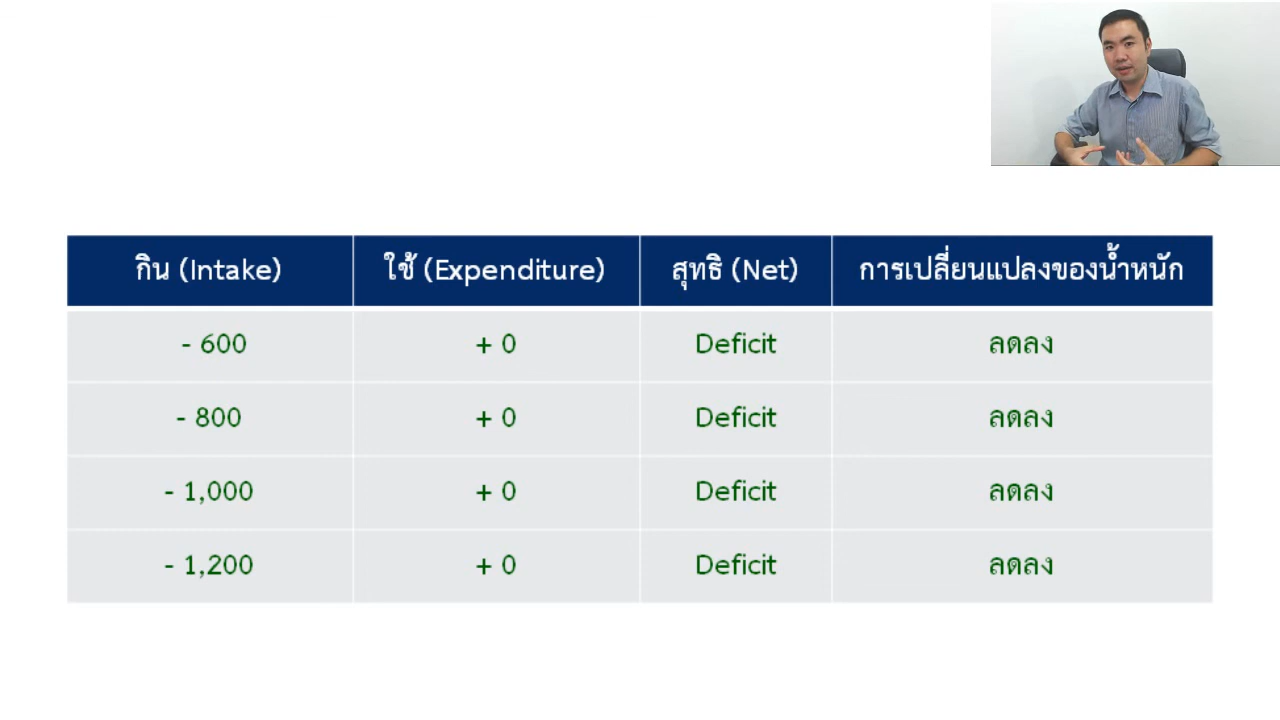 กิน (Intake) ใช้ (Expenditure) สุทธิ (Net) การเปลี่ยนแปลงของน้ำหนัก
- 600 + 0 Deficit ลดลง
- 800 + 0 Deficit ลดลง
- 1,000 + 0 Deficit ลดลง
- 1,200 + 0 Deficit ลดลง